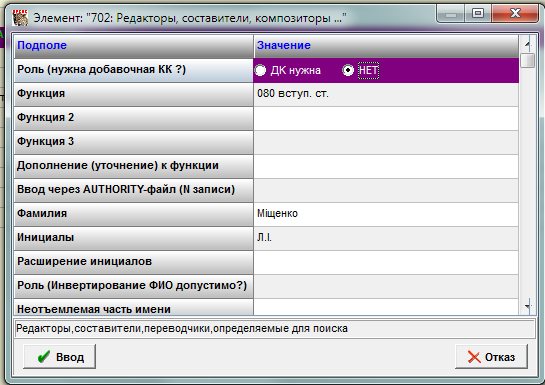 Элемент: "702: Редакторы, составители, композиторы ..."
Подполе Значение
Роль (нужна добавочная КК ?) ДК нужна НЕТ
Функция 080 вступ. ст.
Функция 2
Функция 3
Дополнение (уточнение) к функции
Ввод через AUTHORITY-файл (N записи)
Фамилия Міщенко
Инициалы Л.І.
Расширение инициалов
Роль (Инвертирование ФИО допустимо?)
Неотъемлемая часть имени
Редакторы,составители,переводчики,определяемые для поиска
Ввод Отказ